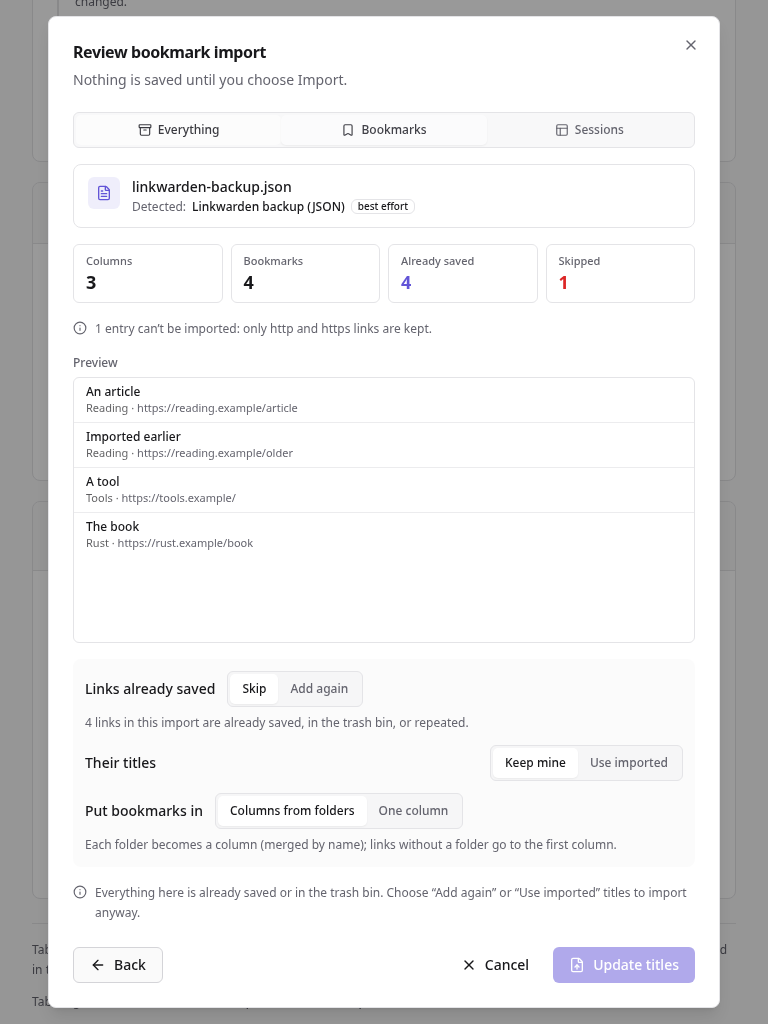 changed.
Review bookmark import
Nothing is saved until you choose Import.
Everything
Bookmarks
Sessions
linkwarden-backup.json
Detected: Linkwarden backup (JSON) best effort
Columns
3
Bookmarks
4
Already saved
4
Skipped
1
1 entry can’t be imported: only http and https links are kept.
Preview
An article
Reading · https://reading.example/article
Imported earlier
Reading · https://reading.example/older
A tool
Tools · https://tools.example/
The book
Rust · https://rust.example/book
Links already saved Skip Add again
4 links in this import are already saved, in the trash bin, or repeated.
Their titles Keep mine Use imported
Put bookmarks in Columns from folders One column
Each folder becomes a column (merged by name); links without a folder go to the first column.
Everything here is already saved or in the trash bin. Choose “Add again” or “Use imported” titles to import
anyway.
Back
Cancel
Update titles